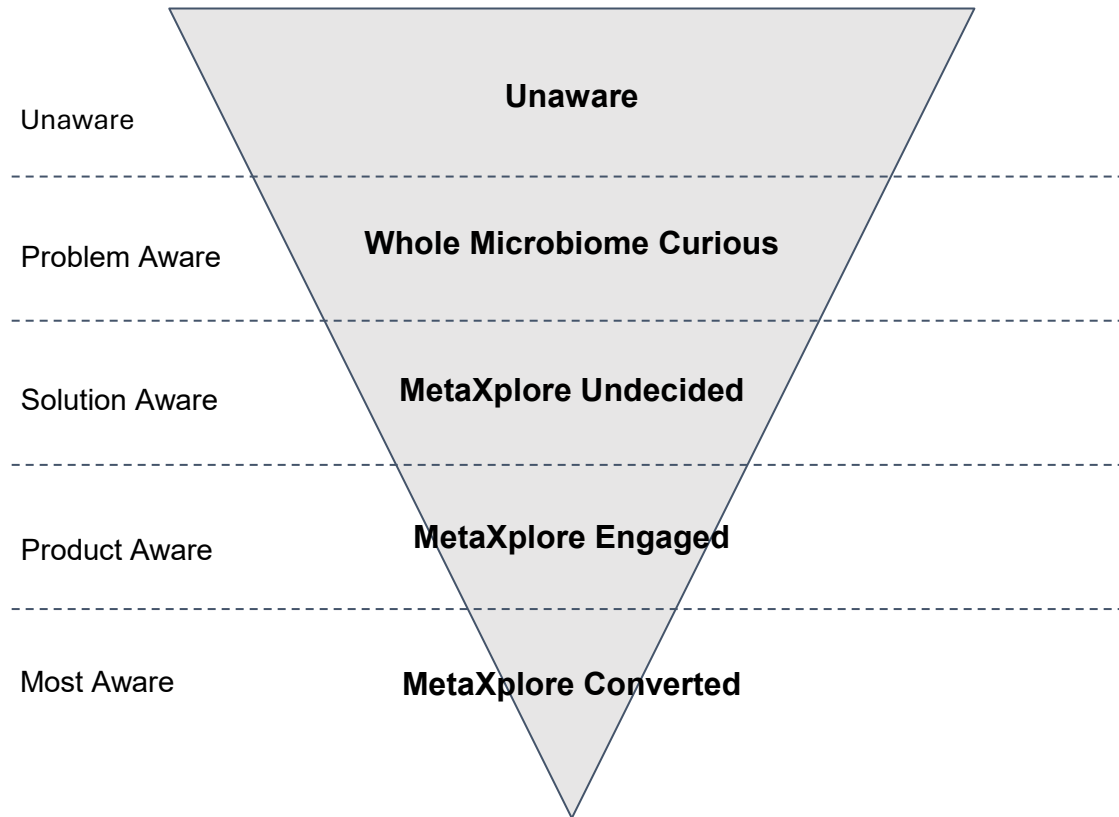 Unaware
Unaware
Problem Aware
Whole Microbiome Curious
Solution Aware
MetaXplore Undecided
Product Aware
MetaXplore Engaged
Most Aware
MetaXplore Converted